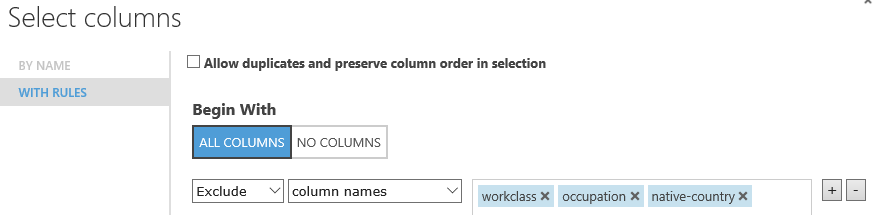 Select columns
BY NAME
WITH RULES
Allow duplicates and preserve column order in selection
Begin With
ALL COLUMNS NO COLUMNS
Exclude column names workclass × occupation × native-country × + -